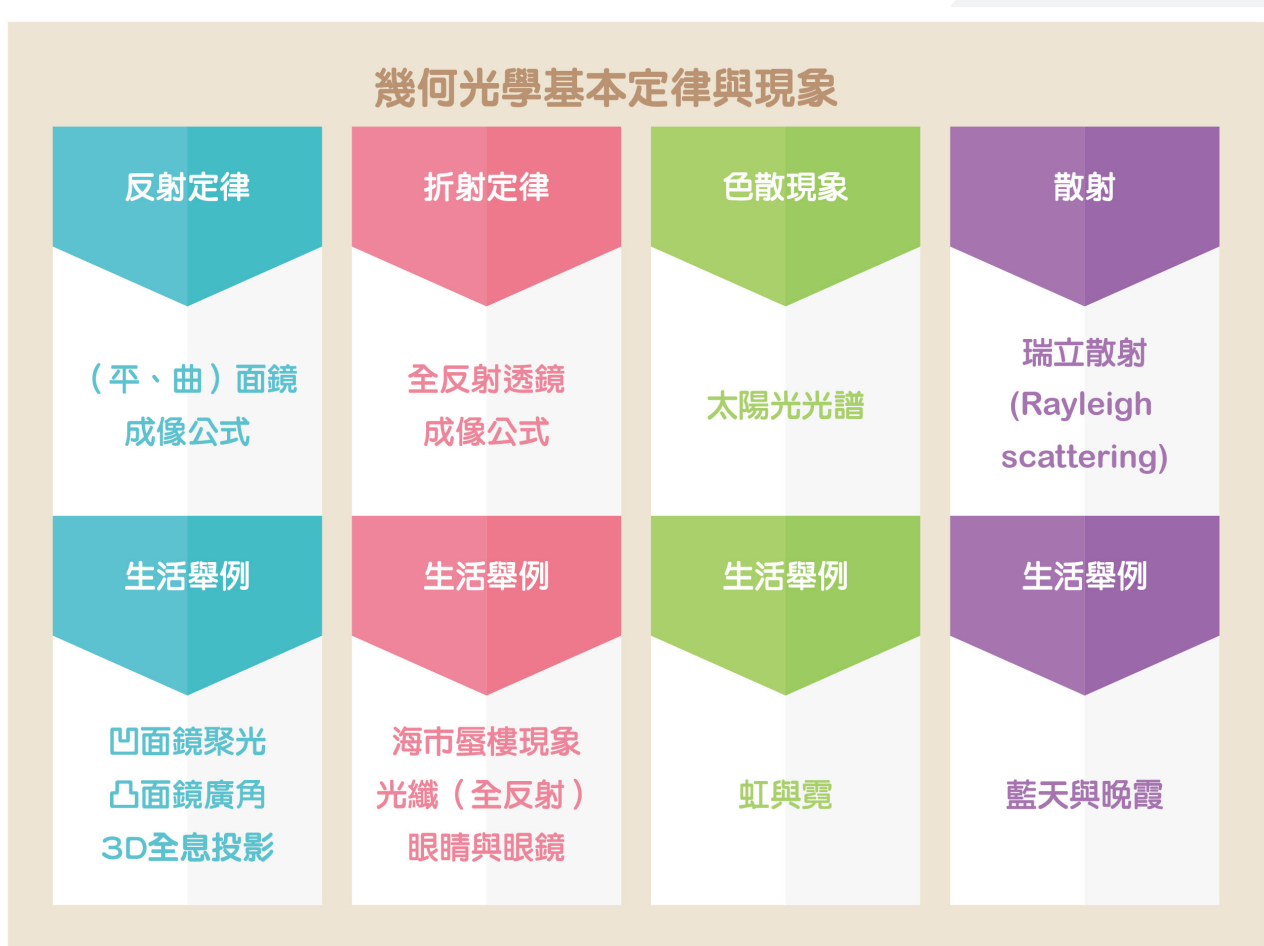 幾何光學基本定律與現象
反射定律
（平、曲）面鏡
成像公式
生活舉例
凹面鏡聚光
凸面鏡廣角
3D全息投影
折射定律
全反射透鏡
成像公式
生活舉例
海市蜃樓現象
光纖（全反射）
眼睛與眼鏡
色散現象
太陽光光譜
生活舉例
虹與霓
散射
瑞立散射
(Rayleigh
scattering)
生活舉例
藍天與晚霞